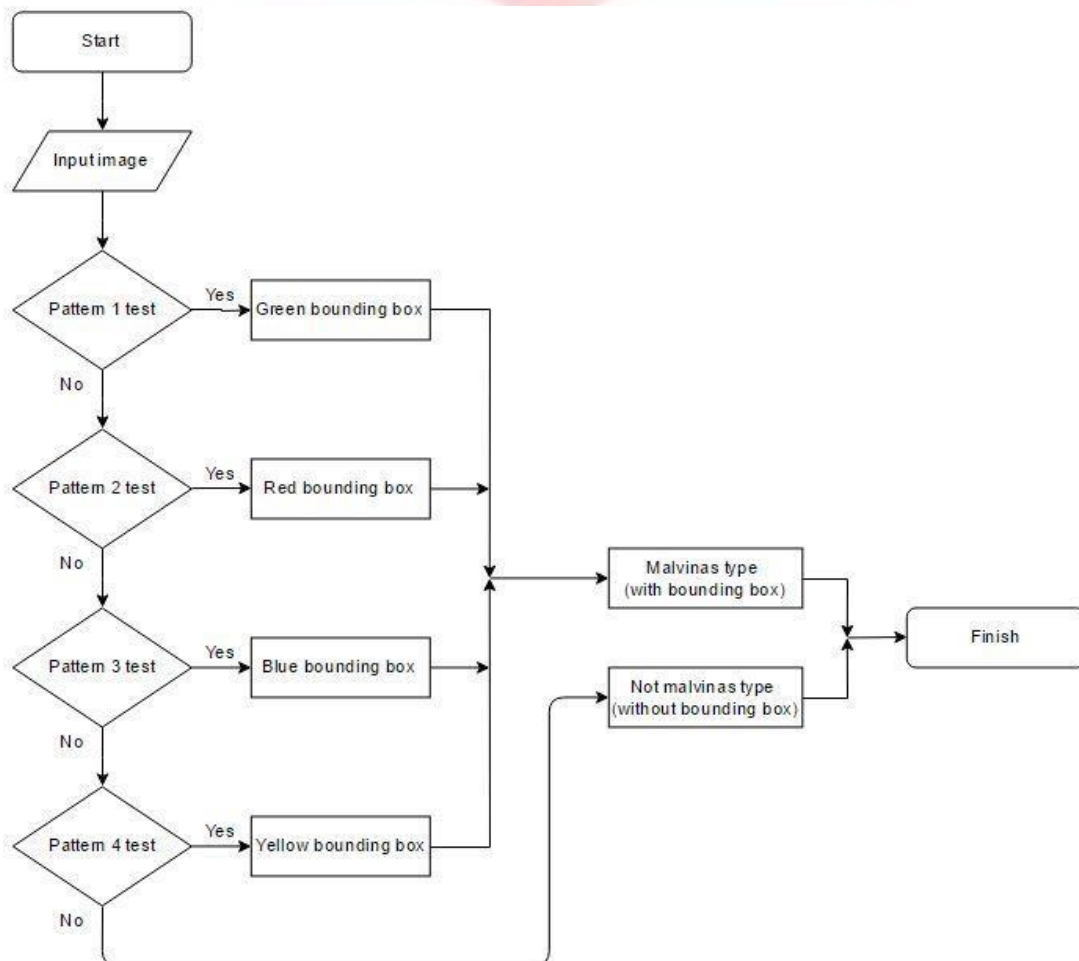 Start
Input image
Pattern 1 test
Yes
Green bounding box
No
Pattern 2 test
Yes
Red bounding box
No
Malvinas type
(with bounding box)
Finish
Pattern 3 test
Yes
Blue bounding box
Not malvinas type
(without bounding box)
No
Pattern 4 test
Yes
Yellow bounding box
No